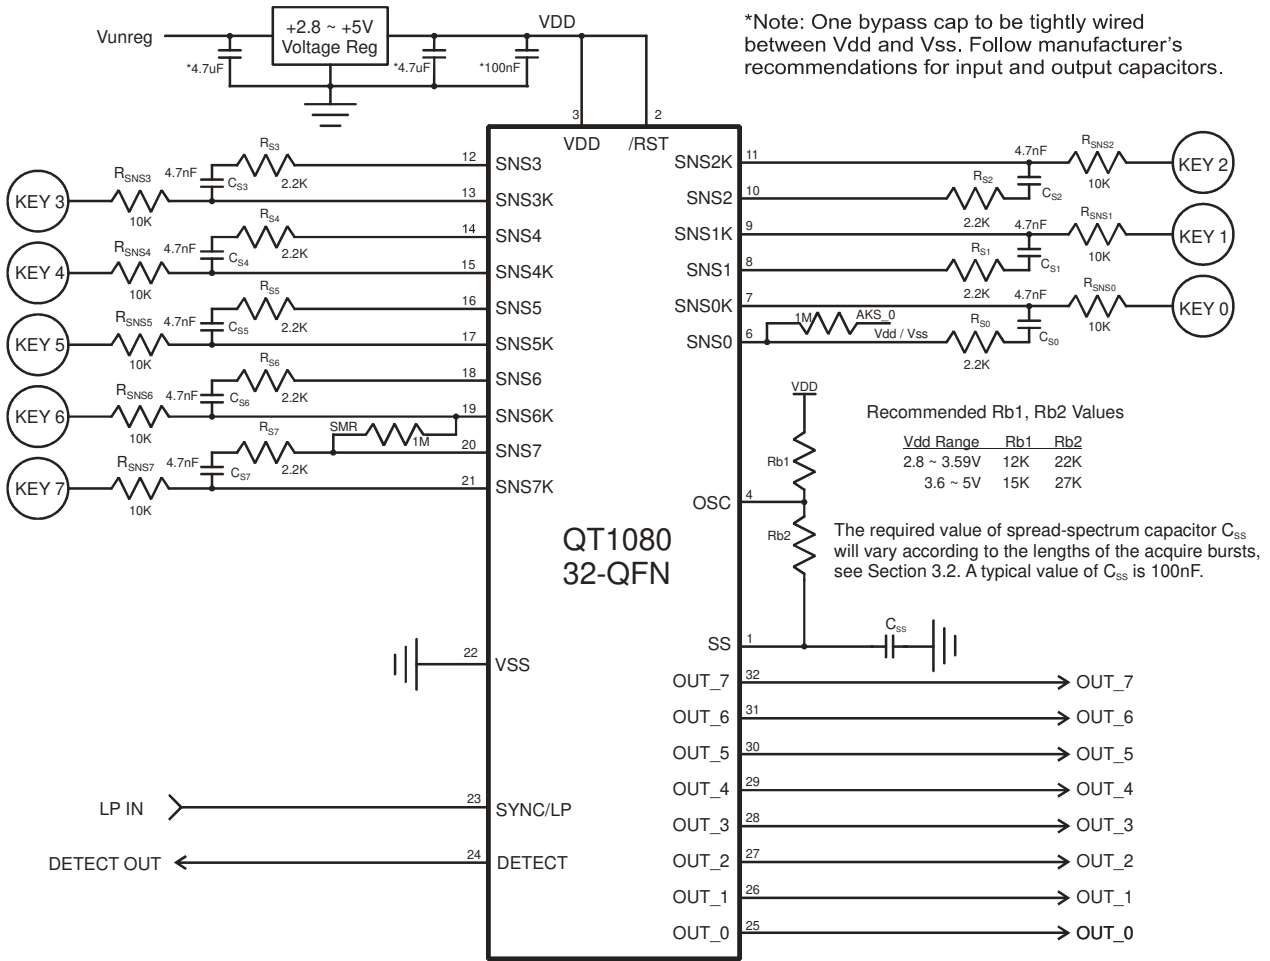 Vunreg
+2.8 ~ +5V
Voltage Reg
VDD
*4.7uF
*4.7uF
*100nF
*Note: One bypass cap to be tightly wired
between Vdd and Vss. Follow manufacturer's
recommendations for input and output capacitors.
3
2
VDD
/RST
KEY 3
RSNS3
10K
4.7nF
CS3
RS3
2.2K
12
SNS3
13
SNS3K
KEY 4
RSNS4
10K
4.7nF
CS4
RS4
2.2K
14
SNS4
15
SNS4K
KEY 5
RSNS5
10K
4.7nF
CS5
RS5
2.2K
16
SNS5
17
SNS5K
KEY 6
RSNS6
10K
4.7nF
CS6
RS6
2.2K
18
SNS6
19
SNS6K
KEY 7
RSNS7
10K
4.7nF
CS7
RS7
2.2K
SMR
1M
20
SNS7
21
SNS7K
SNS2K
11
4.7nF
RSNS2
10K
KEY 2
SNS2
10
RS2
2.2K
CS2
SNS1K
9
4.7nF
RSNS1
10K
KEY 1
SNS1
8
RS1
2.2K
CS1
SNS0K
7
4.7nF
RSNS0
10K
KEY 0
SNS0
6
1M
AKS_0
Vdd / Vss
RS0
2.2K
CS0
VDD
Rb1
OSC
4
Rb2
Recommended Rb1, Rb2 Values
Vdd Range Rb1 Rb2
2.8 ~ 3.59V 12K 22K
3.6 ~ 5V 15K 27K
The required value of spread-spectrum capacitor CSS
will vary according to the lengths of the acquire bursts,
see Section 3.2. A typical value of CSS is 100nF.
QT1080
32-QFN
SS
1
CSS
22
VSS
LP IN
23
SYNC/LP
DETECT OUT
24
DETECT
OUT_7 32 OUT_7
OUT_6 31 OUT_6
OUT_5 30 OUT_5
OUT_4 29 OUT_4
OUT_3 28 OUT_3
OUT_2 27 OUT_2
OUT_1 26 OUT_1
OUT_0 25 OUT_0